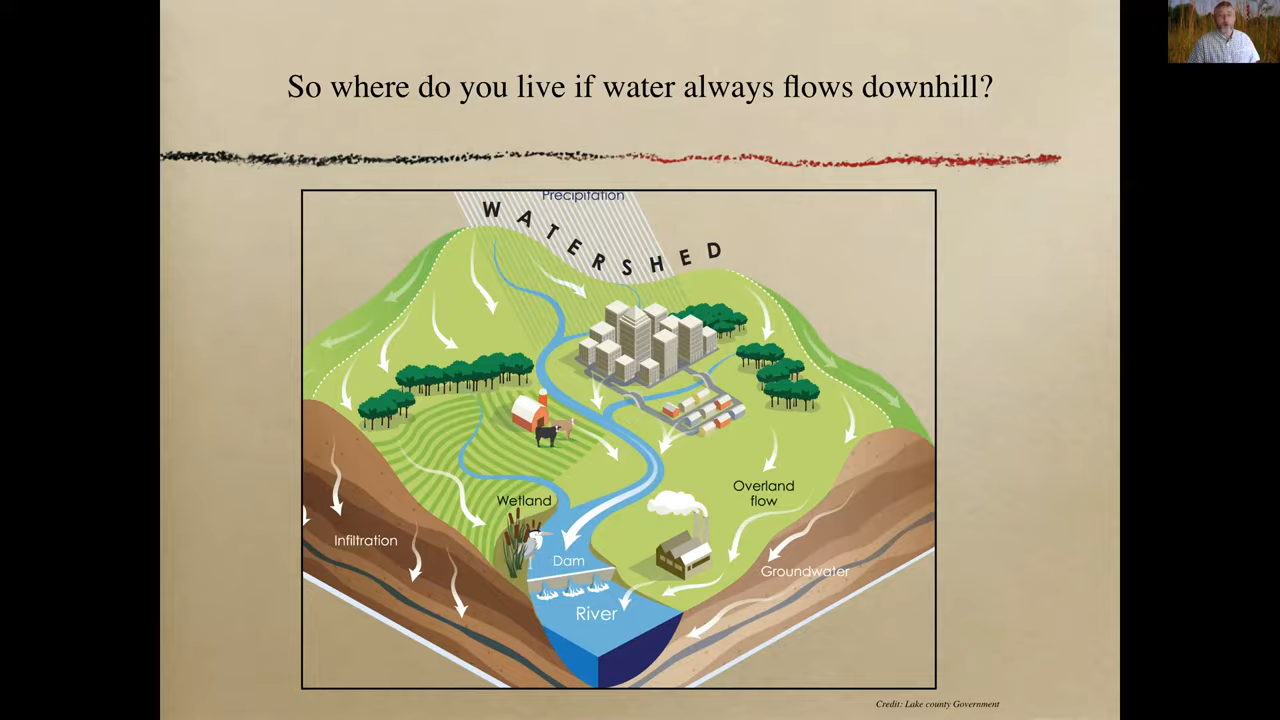 So where do you live if water always flows downhill?
Precipitation
WATERSHED
Wetland
Overland
flow
Infiltration
Dam
Groundwater
River
Credit: Lake county Government